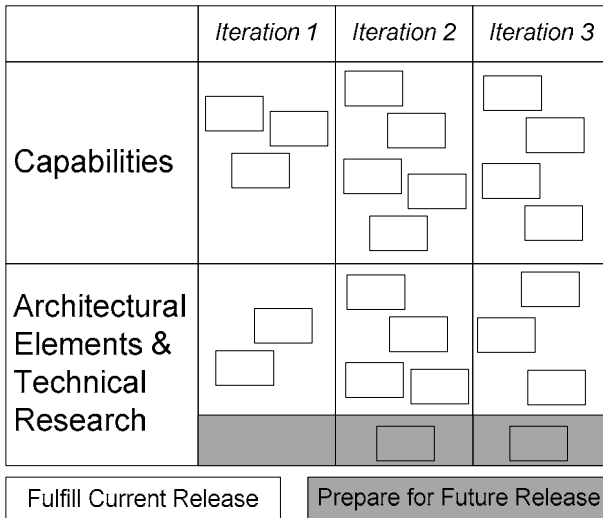 Iteration 1
Iteration 2
Iteration 3
Capabilities
Architectural
Elements &
Technical
Research
Fulfill Current Release
Prepare for Future Release